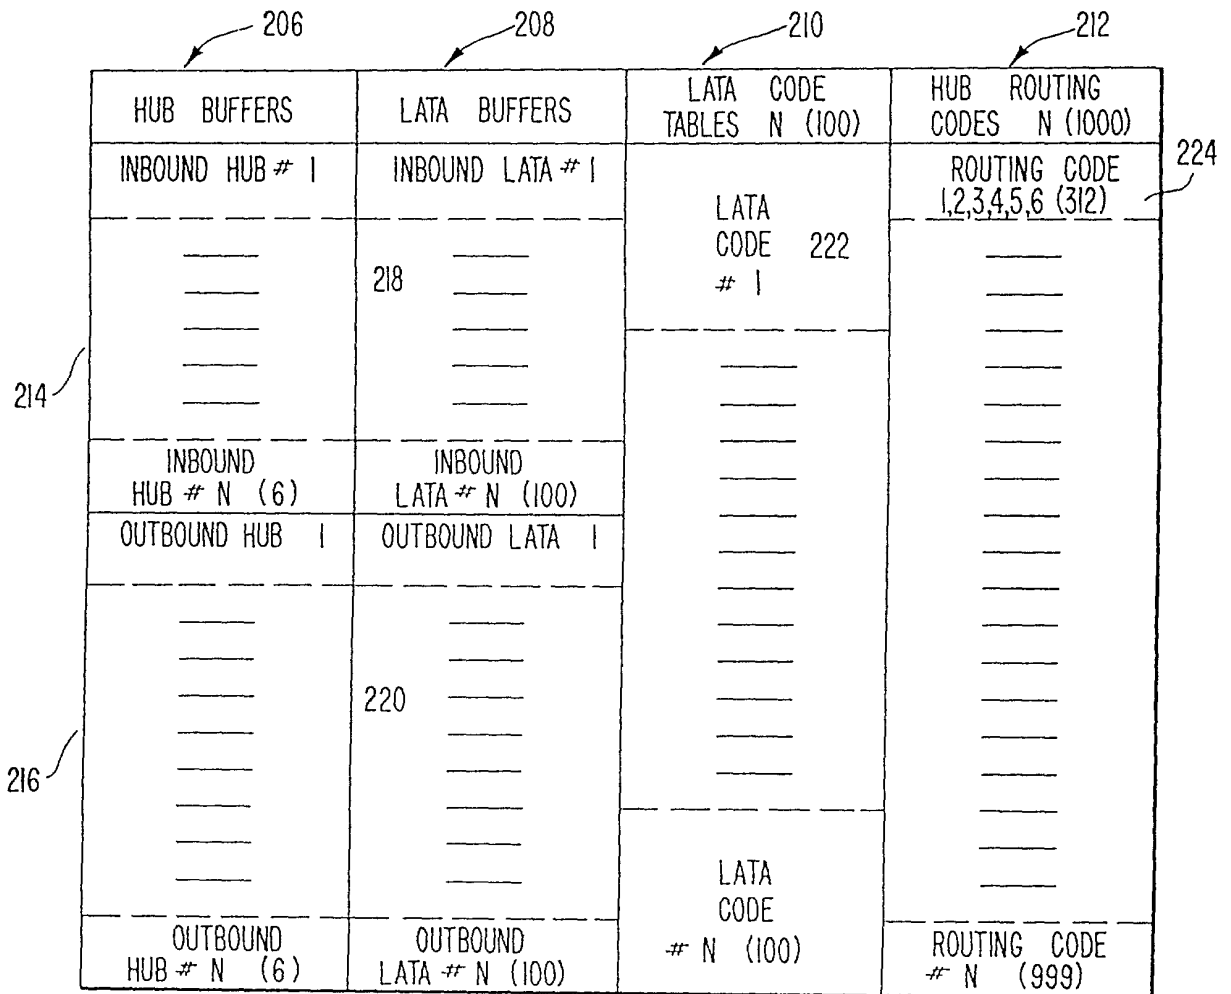 206
208
210
212
HUB BUFFERS
LATA BUFFERS
LATA CODE
TABLES N (100)
HUB ROUTING
CODES N (1000)
INBOUND HUB # 1
INBOUND LATA # 1
LATA
CODE 222
# 1
ROUTING CODE
1,2,3,4,5,6 (312)
224
218
214
INBOUND
HUB # N (6)
INBOUND
LATA # N (100)
OUTBOUND HUB 1
OUTBOUND LATA 1
220
216
OUTBOUND
HUB # N (6)
OUTBOUND
LATA # N (100)
LATA
CODE
# N (100)
ROUTING CODE
# N (999)